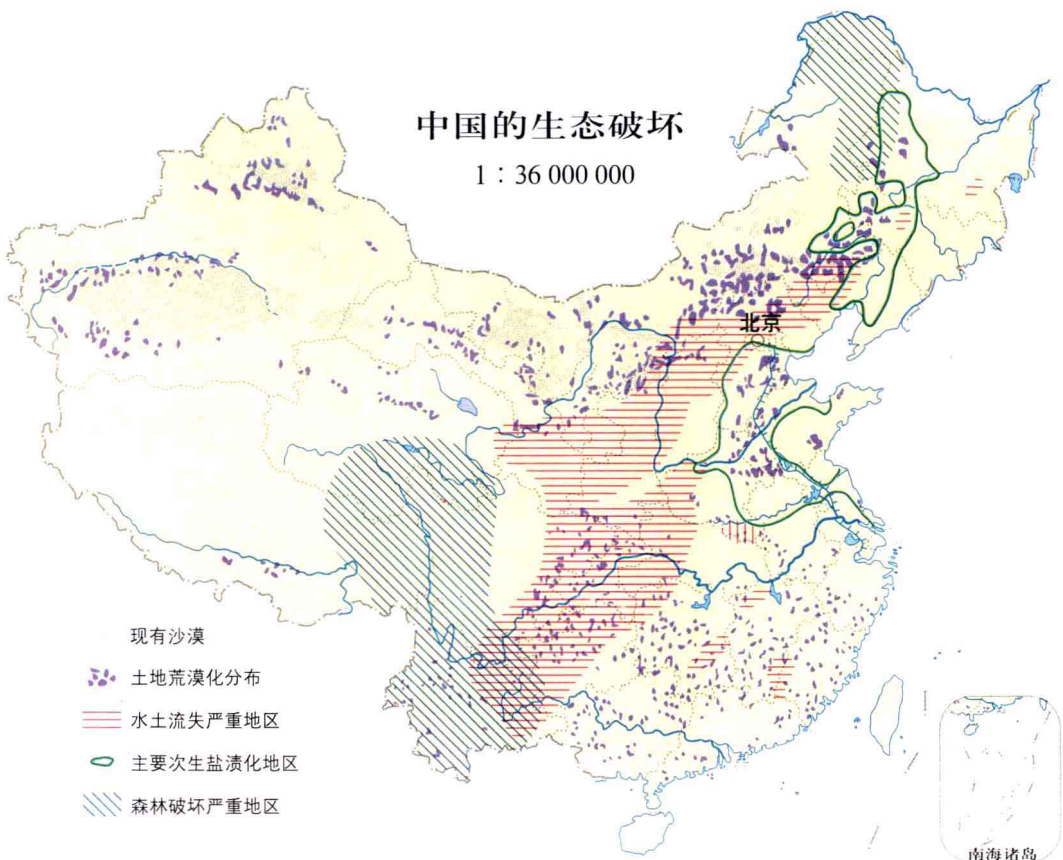 中国的生态破坏
1：36 000 000
北京
现有沙漠
土地荒漠化分布
水土流失严重地区
主要次生盐渍化地区
森林破坏严重地区
南海诸岛